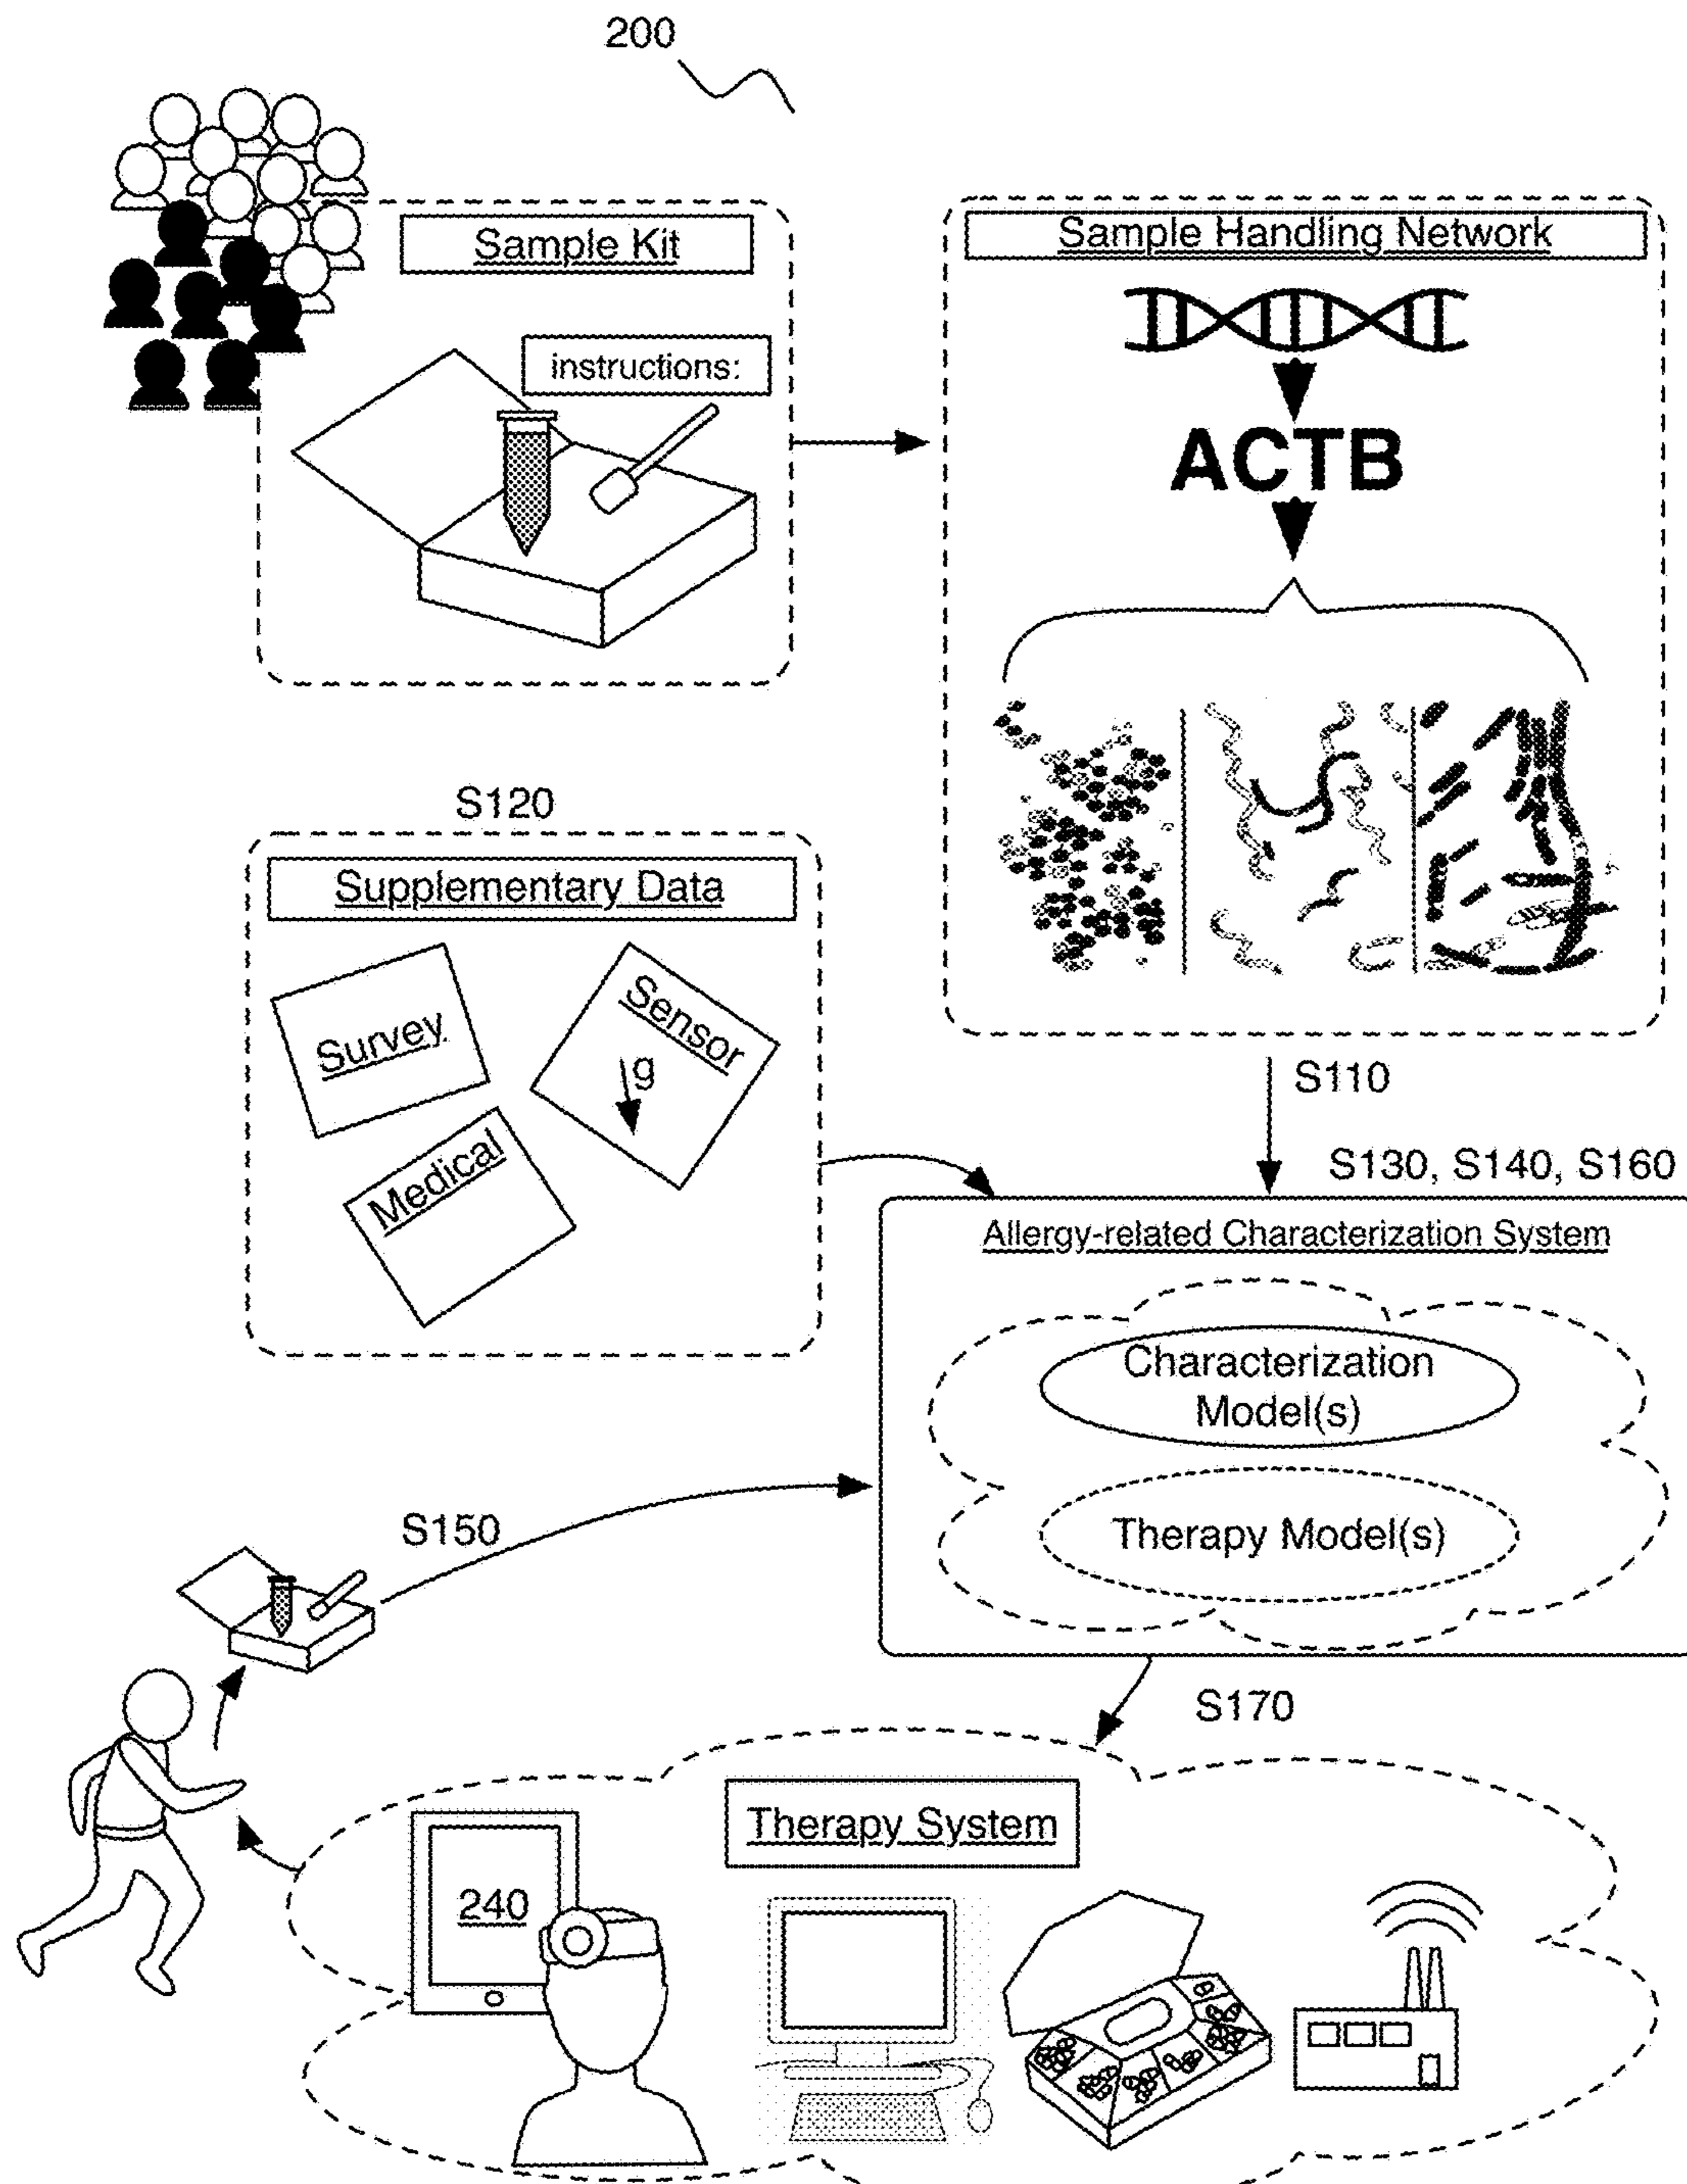 200
Sample Kit
instructions:
Sample Handling Network
ACTB
S120
Supplementary Data
Survey
Sensor
g
Medical
S110
S130, S140, S160
Allergy-related Characterization System
Characterization
Model(s)
Therapy Model(s)
S150
S170
Therapy System
240